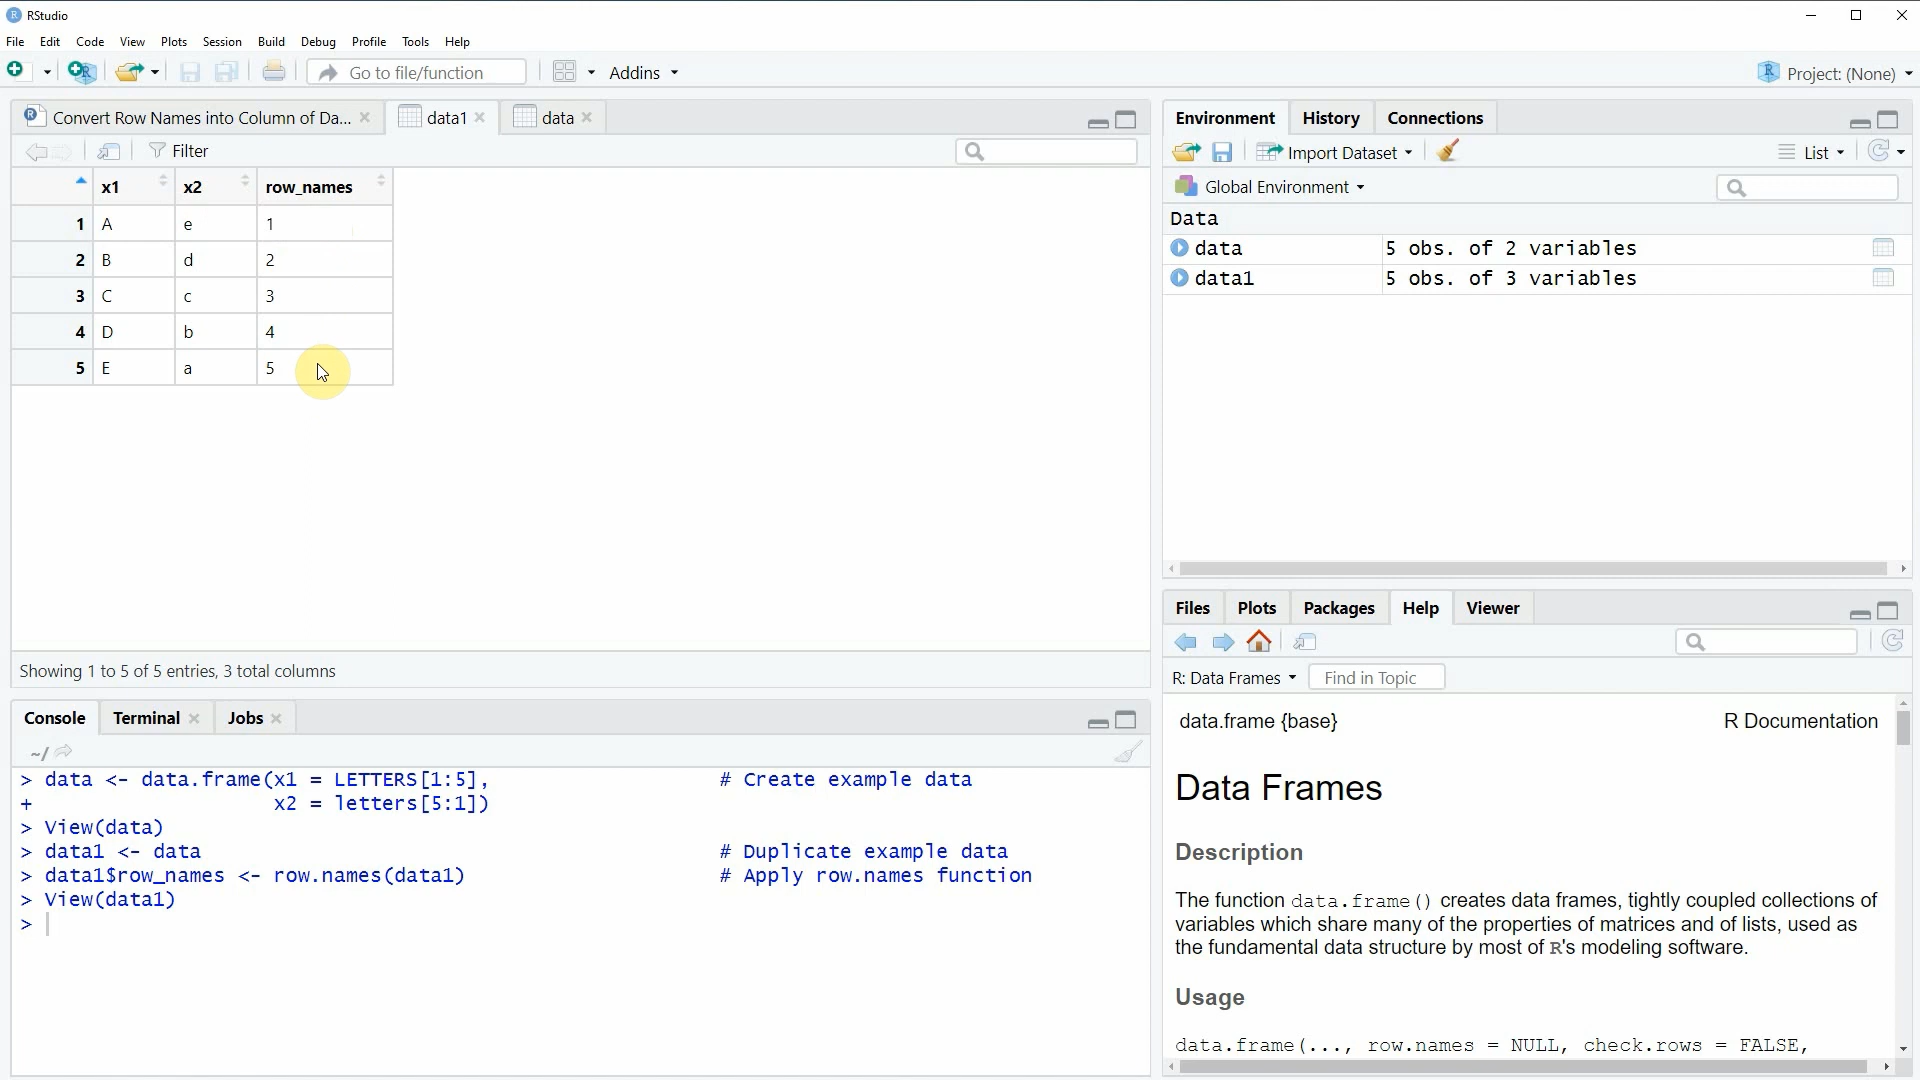 RStudio
File Edit Code View Plots Session Build Debug Profile Tools Help
Go to file/function Addins Project: (None)
Convert Row Names into Column of Da... data1 data
Filter
x1 x2 row_names
1 A e 1
2 B d 2
3 C c 3
4 D b 4
5 E a 5
Showing 1 to 5 of 5 entries, 3 total columns
Console Terminal Jobs
~/
> data <- data.frame(x1 = LETTERS[1:5], # Create example data
+ x2 = letters[5:1])
> View(data)
> data1 <- data # Duplicate example data
> data1$row_names <- row.names(data1) # Apply row.names function
> View(data1)
>
Environment History Connections
Import Dataset List
Global Environment
Data
data 5 obs. of 2 variables
data1 5 obs. of 3 variables
Files Plots Packages Help Viewer
R: Data Frames Find in Topic
data.frame {base} R Documentation
Data Frames
Description
The function data.frame() creates data frames, tightly coupled collections of
variables which share many of the properties of matrices and of lists, used as
the fundamental data structure by most of R's modeling software.
Usage
data.frame(..., row.names = NULL, check.rows = FALSE,